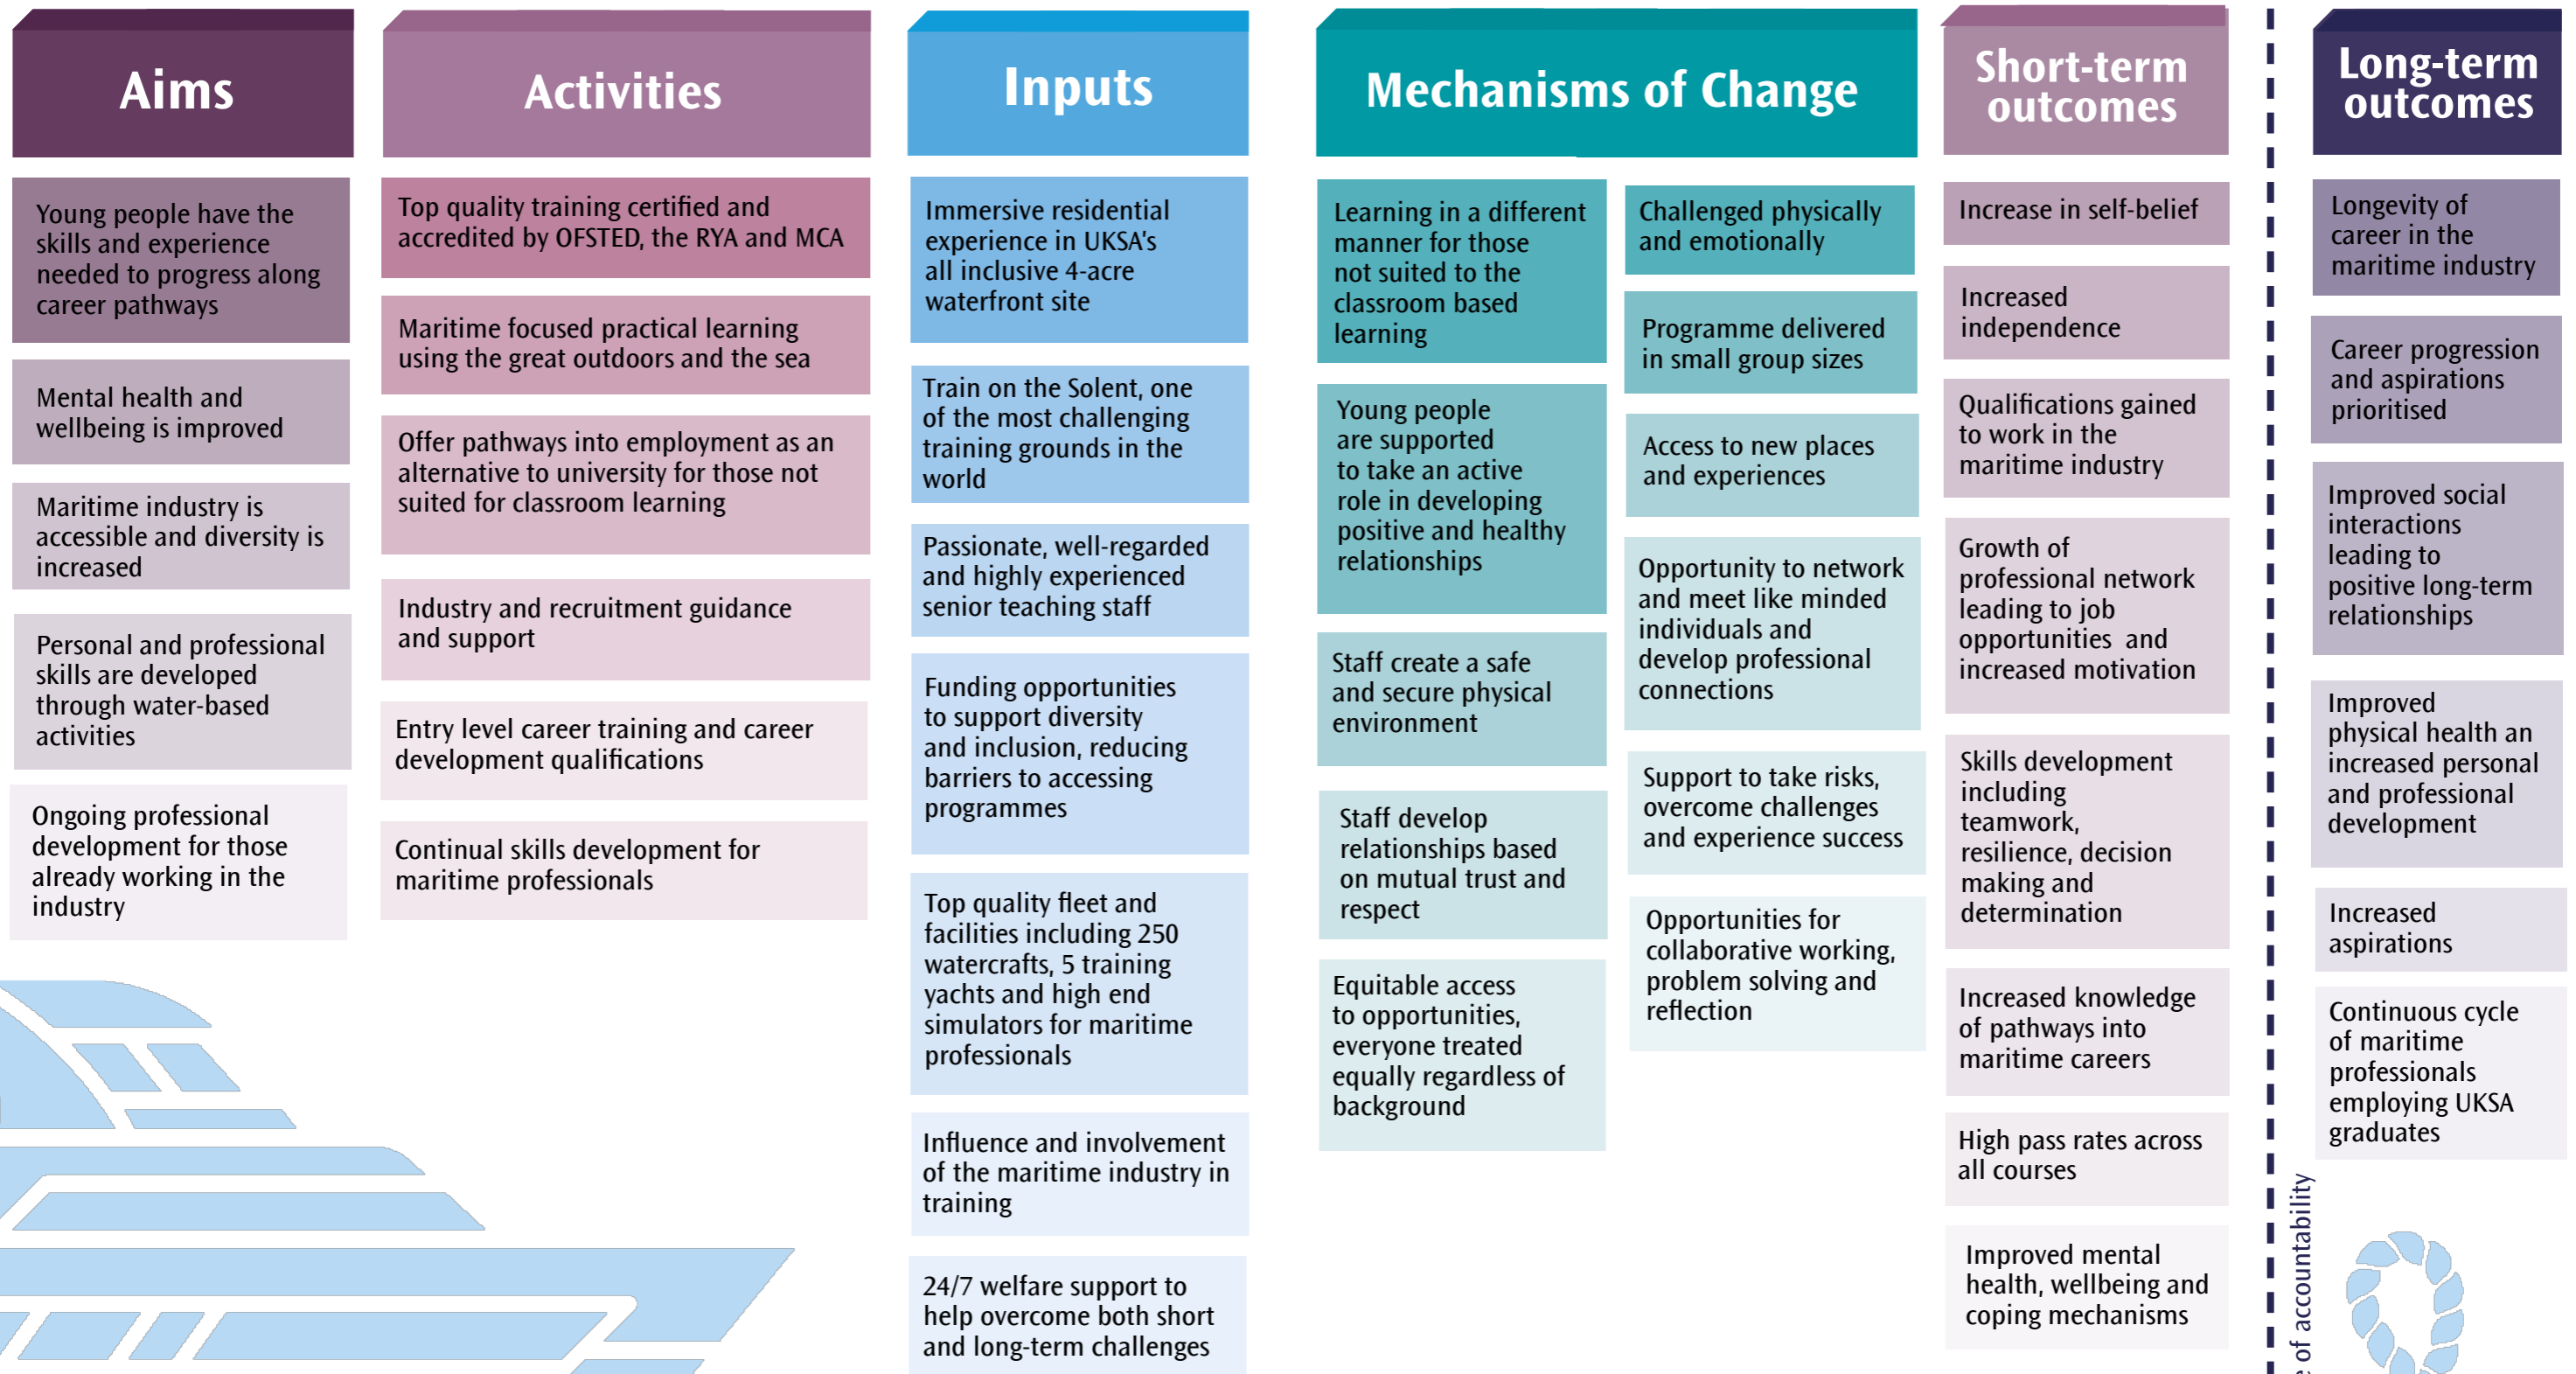 Aims
Young people have the
skills and experience
needed to progress along
career pathways
Mental health and
wellbeing is improved
Maritime industry is
accessible and diversity is
increased
Personal and professional
skills are developed
through water-based
activities
Ongoing professional
development for those
already working in the
industry
Activities
Top quality training certified and
accredited by OFSTED, the RYA and MCA
Maritime focused practical learning
using the great outdoors and the sea
Offer pathways into employment as an
alternative to university for those not
suited for classroom learning
Industry and recruitment guidance
and support
Entry level career training and career
development qualifications
Continual skills development for
maritime professionals
Inputs
Immersive residential
experience in UKSA's
all inclusive 4-acre
waterfront site
Train on the Solent, one
of the most challenging
training grounds in the
world
Passionate, well-regarded
and highly experienced
senior teaching staff
Funding opportunities
to support diversity
and inclusion, reducing
barriers to accessing
programmes
Top quality fleet and
facilities including 250
watercrafts, 5 training
yachts and high end
simulators for maritime
professionals
Influence and involvement
of the maritime industry in
training
24/7 welfare support to
help overcome both short
and long-term challenges
Mechanisms of Change
Learning in a different
manner for those
not suited to the
classroom based
learning
Young people
are supported
to take an active
role in developing
positive and healthy
relationships
Staff create a safe
and secure physical
environment
Staff develop
relationships based
on mutual trust and
respect
Equitable access
to opportunities,
everyone treated
equally regardless of
background
Challenged physically
and emotionally
Programme delivered
in small group sizes
Access to new places
and experiences
Opportunity to network
and meet like minded
individuals and
develop professional
connections
Support to take risks,
overcome challenges
and experience success
Opportunities for
collaborative working,
problem solving and
reflection
Short-term
outcomes
Increase in self-belief
Increased
independence
Qualifications gained
to work in the
maritime industry
Growth of
professional network
leading to job
opportunities and
increased motivation
Skills development
including
teamwork,
resilience, decision
making and
determination
Increased knowledge
of pathways into
maritime careers
High pass rates across
all courses
Improved mental
health, wellbeing and
coping mechanisms
of accountability
Long-term
outcomes
Longevity of
career in the
maritime industry
Career progression
and aspirations
prioritised
Improved social
interactions
leading to
positive long-term
relationships
Improved
physical health an
increased personal
and professional
development
Increased
aspirations
Continuous cycle
of maritime
professionals
employing UKSA
graduates